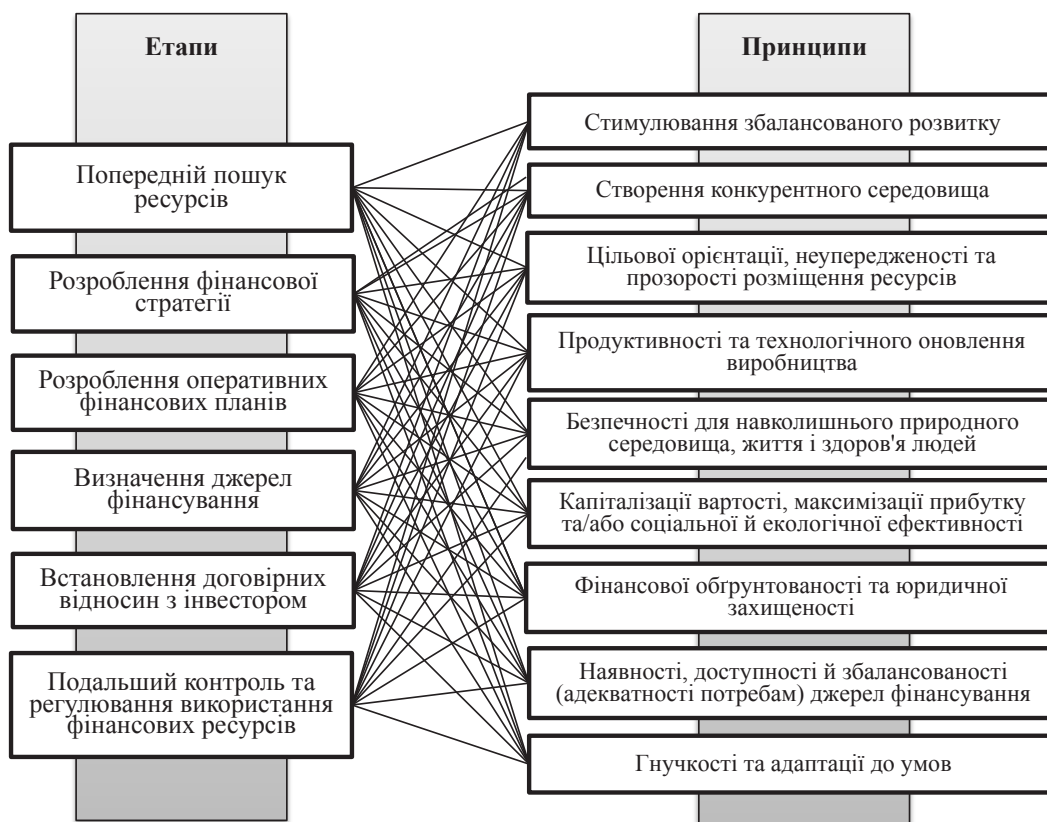 Етапи
Попередній пошук
ресурсів
Розроблення фінансової
стратегії
Розроблення оперативних
фінансових планів
Визначення джерел
фінансування
Встановлення договірних
відносин з інвестором
Подальший контроль та
регулювання використання
фінансових ресурсів
Принципи
Стимулювання збалансованого розвитку
Створення конкурентного середовища
Цільової орієнтації, неупередженості та
прозорості розміщення ресурсів
Продуктивності та технологічного оновлення
виробництва
Безпечності для навколишнього природного
середовища, життя і здоров'я людей
Капіталізації вартості, максимізації прибутку
та/або соціальної й екологічної ефективності
Фінансової обґрунтованості та юридичної
захищеності
Наявності, доступності й збалансованості
(адекватності потребам) джерел фінансування
Гнучкості та адаптації до умов